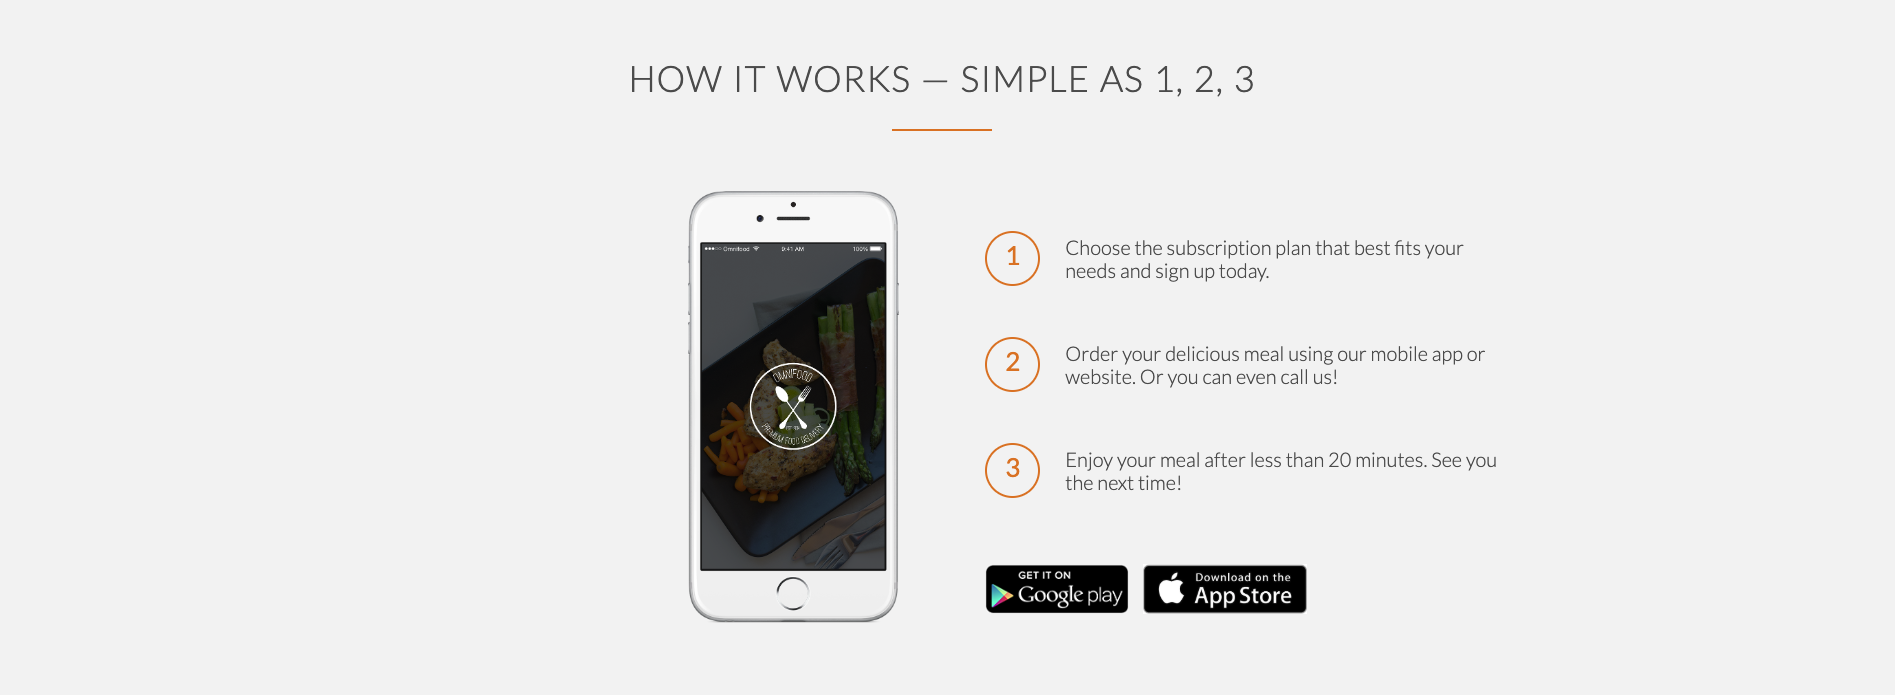 HOW IT WORKS — SIMPLE AS 1, 2, 3
Omnifood 9:41 AM 100%
OMNIFOOD
PREMIUM FOOD DELIVERY
1
Choose the subscription plan that best fits your
needs and sign up today.
2
Order your delicious meal using our mobile app or
website. Or you can even call us!
3
Enjoy your meal after less than 20 minutes. See you
the next time!
GET IT ON
Google play
Download on the
App Store